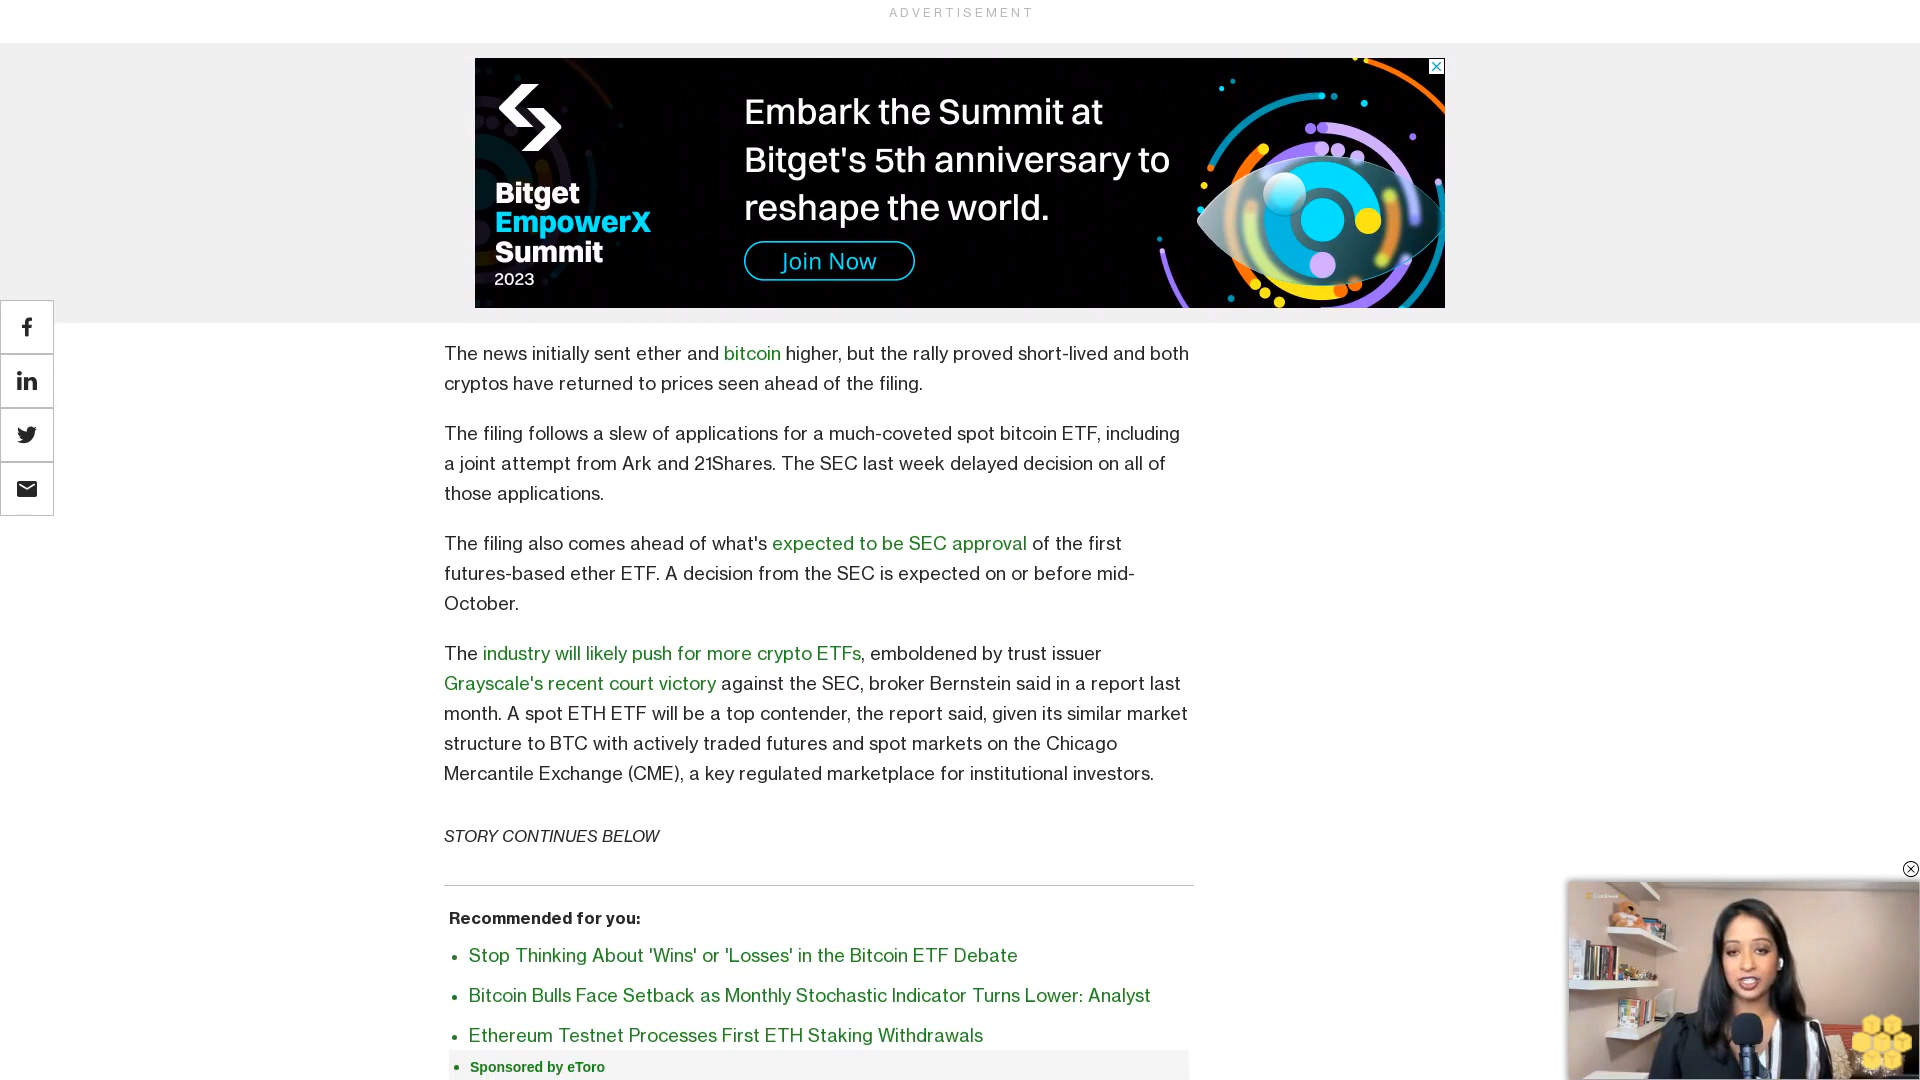 ADVERTISEMENT
Bitget
EmpowerX
Summit
2023
Embark the Summit at
Bitget's 5th anniversary to
reshape the world.
Join Now
The news initially sent ether and bitcoin higher, but the rally proved short-lived and both
cryptos have returned to prices seen ahead of the filing.
The filing follows a slew of applications for a much-coveted spot bitcoin ETF, including
a joint attempt from Ark and 21Shares. The SEC last week delayed decision on all of
those applications.
The filing also comes ahead of what's expected to be SEC approval of the first
futures-based ether ETF. A decision from the SEC is expected on or before mid-
October.
The industry will likely push for more crypto ETFs, emboldened by trust issuer
Grayscale's recent court victory against the SEC, broker Bernstein said in a report last
month. A spot ETH ETF will be a top contender, the report said, given its similar market
structure to BTC with actively traded futures and spot markets on the Chicago
Mercantile Exchange (CME), a key regulated marketplace for institutional investors.
STORY CONTINUES BELOW
Recommended for you:
• Stop Thinking About 'Wins' or 'Losses' in the Bitcoin ETF Debate
• Bitcoin Bulls Face Setback as Monthly Stochastic Indicator Turns Lower: Analyst
• Ethereum Testnet Processes First ETH Staking Withdrawals
• Sponsored by eToro